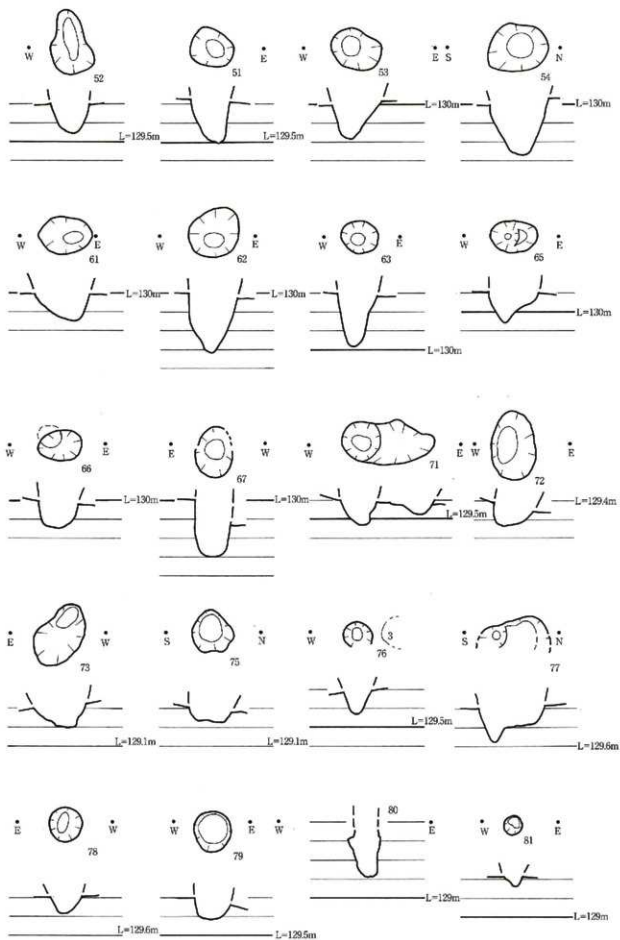 W 52
51 E
W 53 E
S 54 N
L=129.5m
L=129.5m
L=130m
L=130m
W 61 E
W 62 E
W 63 E
W 65 E
L=130m
L=130m
L=130m
L=130m
W 66 E
E 67 W
W 71 E
W 72 E
L=130m
L=130m
L=129.5m
L=129.4m
E 73 W
S 75 N
W 76 3
S 77 N
L=129.1m
L=129.1m
L=129.5m
L=129.6m
E 78 W
W 79 E
W 80 E
W 81 E
L=129.6m
L=129.5m
L=129m
L=129m